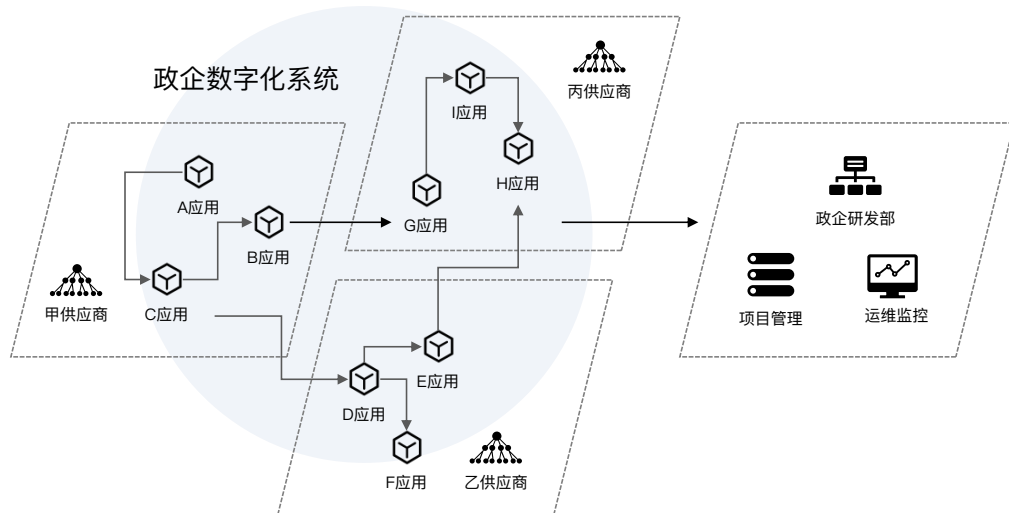 政企数字化系统
丙供应商
I应用
H应用
G应用
A应用
B应用
C应用
甲供应商
政企研发部
项目管理
运维监控
E应用
D应用
F应用
乙供应商